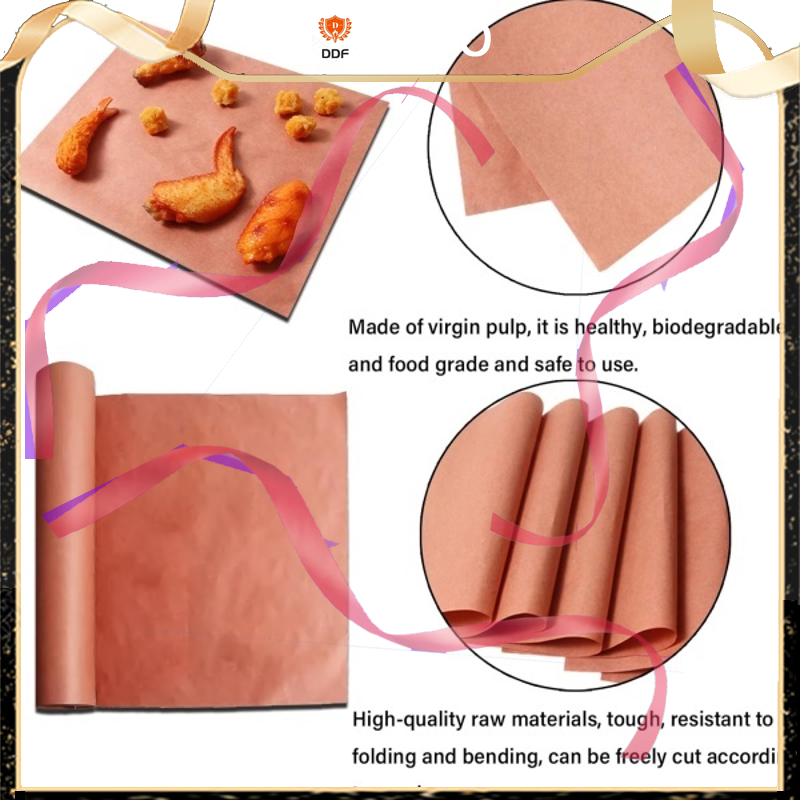 DDF
Made of virgin pulp, it is healthy, biodegradable
and food grade and safe to use.
High-quality raw materials, tough, resistant to
folding and bending, can be freely cut accordi